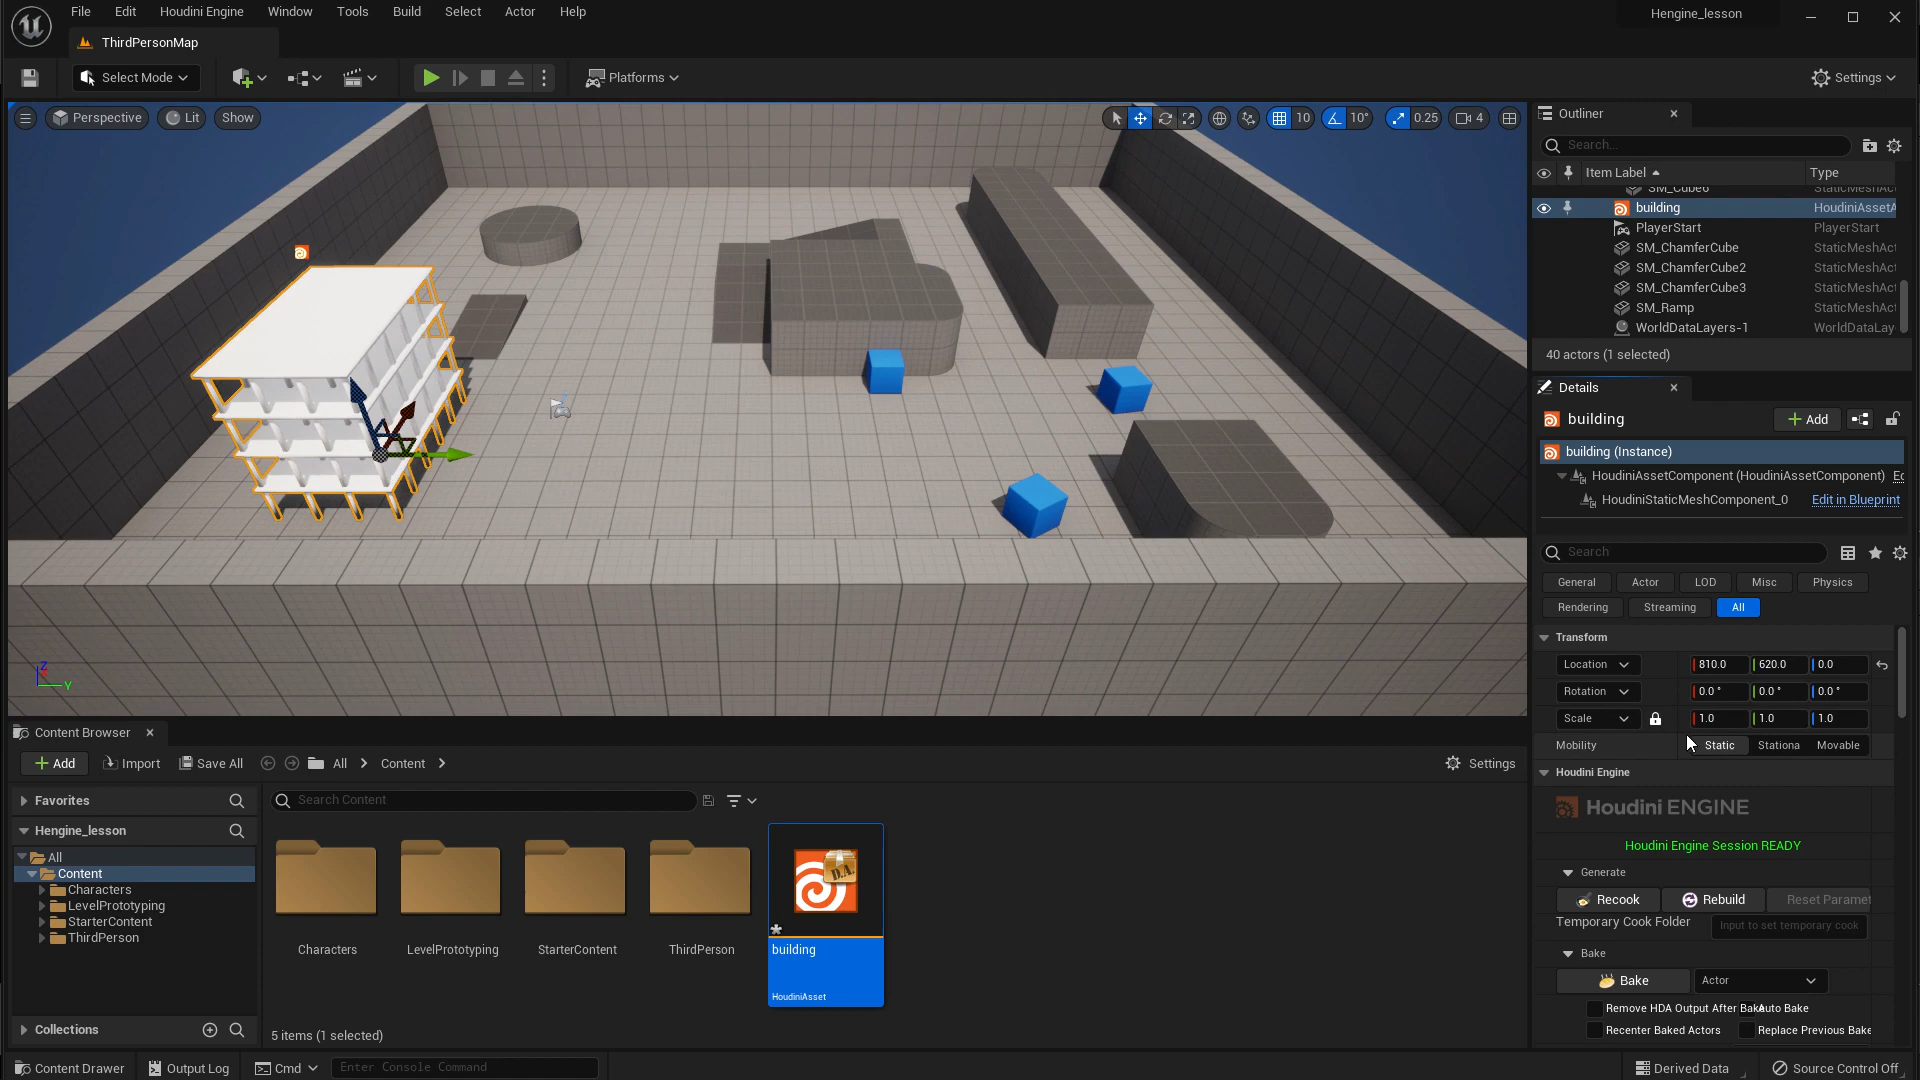 File Edit Houdini Engine Window Tools Build Select Actor Help
Hengine_lesson
ThirdPersonMap
Select Mode
Platforms
Settings
Perspective Lit Show
10 10° 0.25 4
Outliner
Search...
Item Label Type
SM_Cube6 StaticMeshAct
building HoudiniAssetA
PlayerStart PlayerStart
SM_ChamferCube StaticMeshAct
SM_ChamferCube2 StaticMeshAct
SM_ChamferCube3 StaticMeshAct
SM_Ramp StaticMeshAct
WorldDataLayers-1 WorldDataLay
40 actors (1 selected)
Details
building
Add
building (Instance)
HoudiniAssetComponent (HoudiniAssetComponent) Ec
HoudiniStaticMeshComponent_0 Edit in Blueprint
Search
General Actor LOD Misc Physics
Rendering Streaming All
Transform
Location 810.0 620.0 0.0
Rotation 0.0° 0.0° 0.0°
Scale 1.0 1.0 1.0
Mobility Static Stationa Movable
Houdini Engine
Houdini ENGINE
Houdini Engine Session READY
Generate
Recook Rebuild Reset Paramet
Temporary Cook Folder Input to set temporary cook
Bake
Bake Actor
Remove HDA Output After Bake Auto Bake
Recenter Baked Actors Replace Previous Bake
Z
Y
Content Browser
Add Import Save All All Content Settings
Favorites
Search Content
Hengine_lesson
All
Content
Characters
LevelPrototyping
StarterContent
ThirdPerson
D.A.
Characters LevelPrototyping StarterContent ThirdPerson building
HoudiniAsset
Collections
5 items (1 selected)
Content Drawer Output Log Cmd Enter Console Command Derived Data Source Control Off